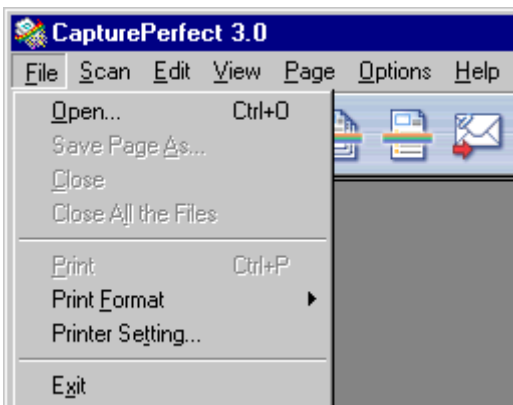 CapturePerfect 3.0
File Scan Edit View Page Options Help
Open... Ctrl+O
Save Page As...
Close
Close All the Files
Print Ctrl+P
Print Format
Printer Setting...
Exit